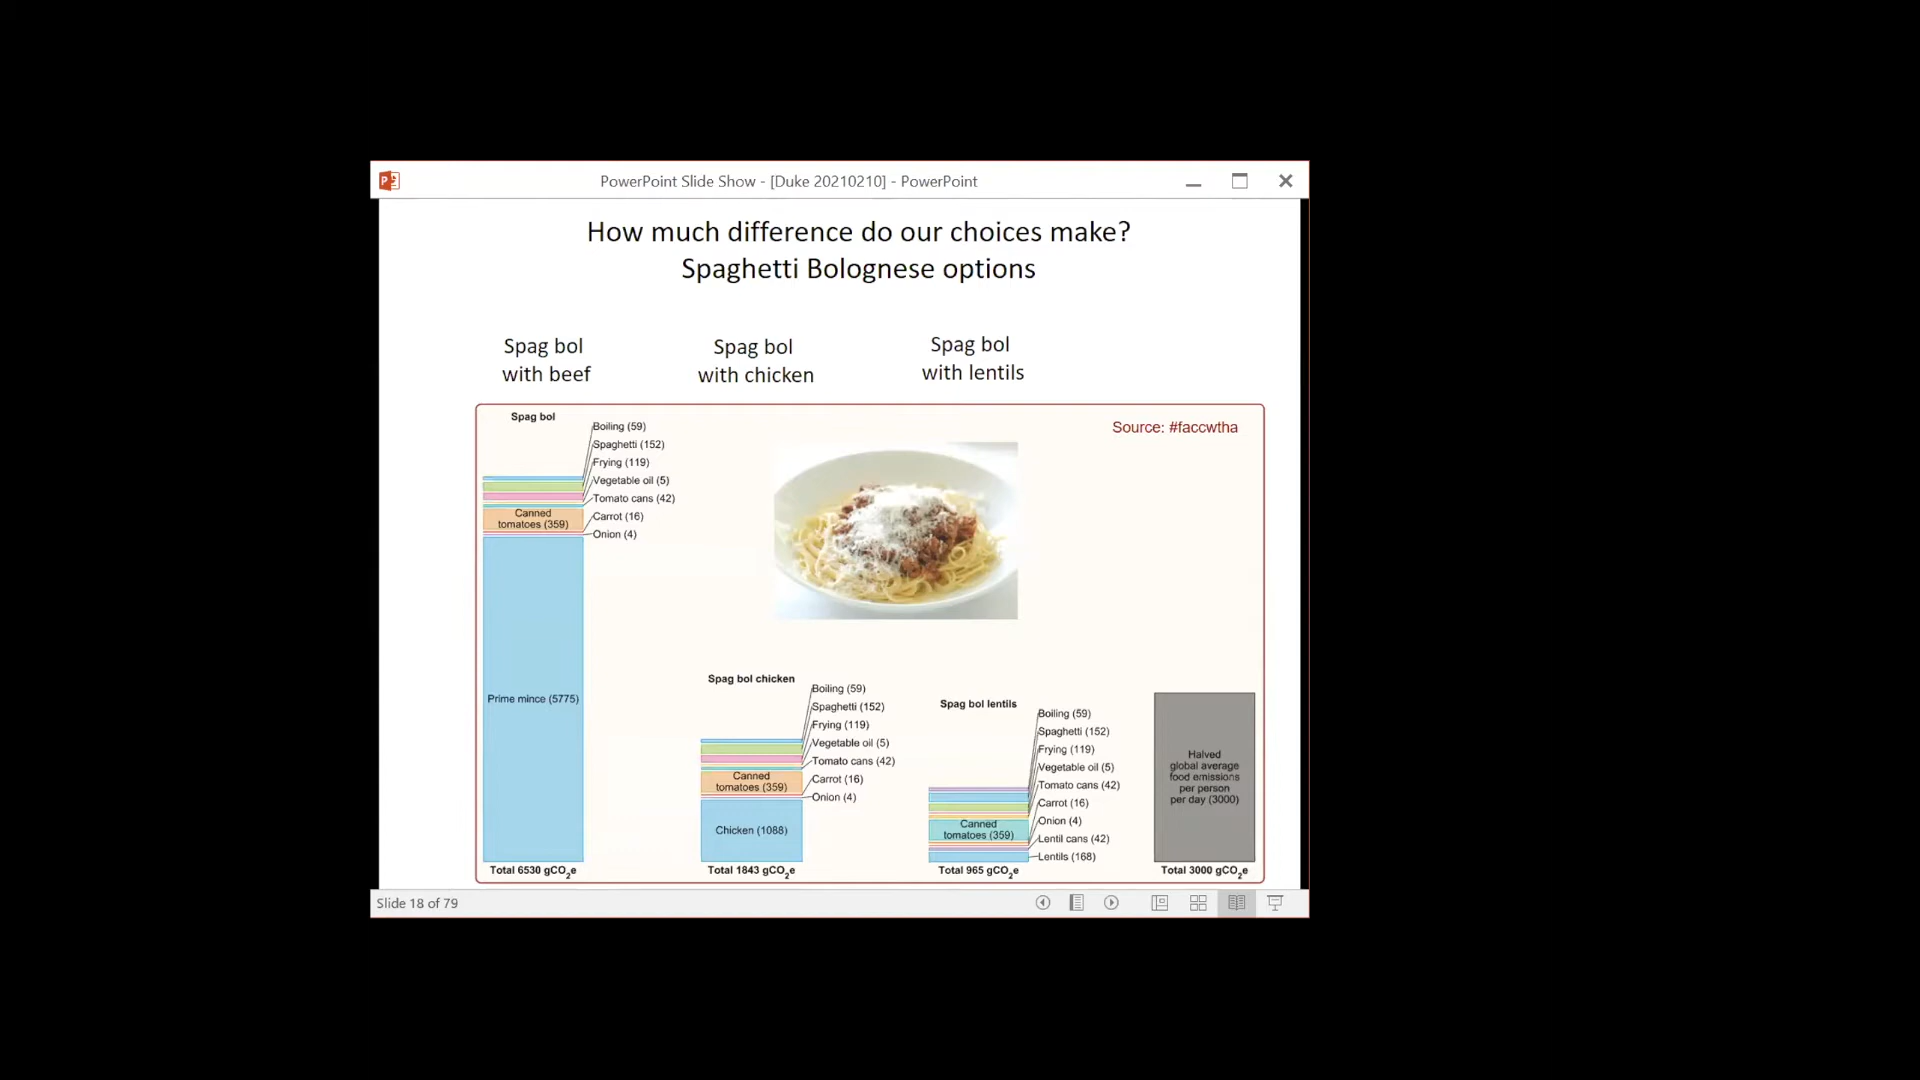 PowerPoint Slide Show - [Duke 20210210] - PowerPoint
How much difference do our choices make?
Spaghetti Bolognese options
Spag bol
with beef
Spag bol
with chicken
Spag bol
with lentils
Spag bol
Boiling (59)
Spaghetti (152)
Frying (119)
Vegetable oil (5)
Tomato cans (42)
Carrot (16)
Onion (4)
Canned
tomatoes (359)
Prime mince (5775)
Total 6530 gCO2e
Source: #faccwtha
Spag bol chicken
Boiling (59)
Spaghetti (152)
Frying (119)
Vegetable oil (5)
Tomato cans (42)
Carrot (16)
Onion (4)
Canned
tomatoes (359)
Chicken (1088)
Total 1843 gCO2e
Spag bol lentils
Boiling (59)
Spaghetti (152)
Frying (119)
Vegetable oil (5)
Tomato cans (42)
Carrot (16)
Onion (4)
Lentil cans (42)
Lentils (168)
Canned
tomatoes (359)
Total 965 gCO2e
Halved
global average
food emissions
per person
per day (3000)
Total 3000 gCO2e
Slide 18 of 79